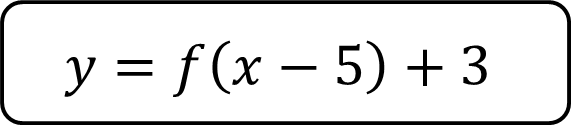 y = f(x − 5) + 3